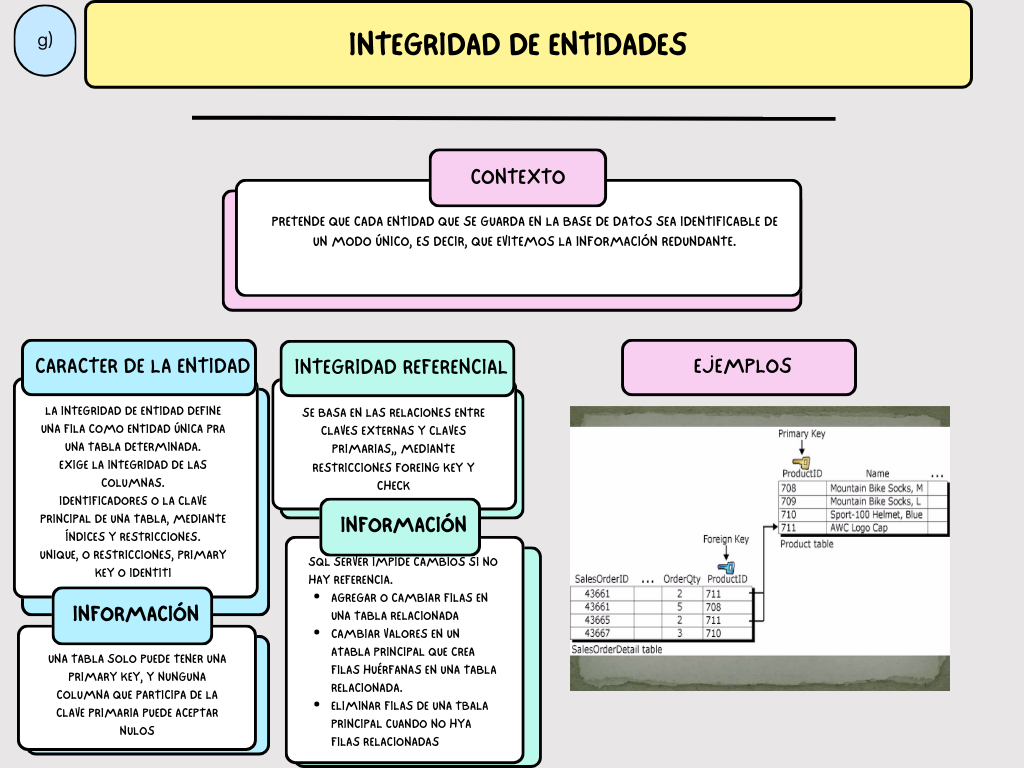 g)
INTEGRIDAD DE ENTIDADES
CONTEXTO
PRETENDE QUE CADA ENTIDAD QUE SE GUARDA EN LA BASE DE DATOS SEA IDENTIFICABLE DE
UN MODO ÚNICO, ES DECIR, QUE EVITEMOS LA INFORMACIÓN REDUNDANTE.
CARACTER DE LA ENTIDAD
LA INTEGRIDAD DE ENTIDAD DEFINE
UNA FILA COMO ENTIDAD ÚNICA PRA
UNA TABLA DETERMINADA.
EXIGE LA INTEGRIDAD DE LAS
COLUMNAS.
IDENTIFICADORES O LA CLAVE
PRINCIPAL DE UNA TABLA, MEDIANTE
ÍNDICES Y RESTRICCIONES.
UNIQUE, O RESTRICCIONES, PRIMARY
KEY O IDENTITI
INFORMACIÓN
UNA TABLA SOLO PUEDE TENER UNA
PRIMARY KEY, Y NUNGUNA
COLUMNA QUE PARTICIPA DE LA
CLAVE PRIMARIA PUEDE ACEPTAR
NULOS
INTEGRIDAD REFERENCIAL
SE BASA EN LAS RELACIONES ENTRE
CLAVES EXTERNAS Y CLAVES
PRIMARIAS,, MEDIANTE
RESTRICCIONES FOREING KEY Y
CHECK
INFORMACIÓN
SQL SERVER IMPIDE CAMBIOS SI NO
HAY REFERENCIA.
• AGREGAR O CAMBIAR FILAS EN
UNA TABLA RELACIONADA
• CAMBIAR VALORES EN UN
ATABLA PRINCIPAL QUE CREA
FILAS HUÉRFANAS EN UNA TABLA
RELACIONADA.
• ELIMINAR FILAS DE UNA TBALA
PRINCIPAL CUANDO NO HYA
FILAS RELACIONADAS
EJEMPLOS
Primary Key
ProductID Name ...
708 Mountain Bike Socks, M
709 Mountain Bike Socks, L
710 Sport-100 Helmet, Blue
711 AWC Logo Cap
Product table
Foreign Key
SalesOrderID ... OrderQty ProductID
43661 2 711
43661 5 708
43665 2 711
43667 3 710
SalesOrderDetail table